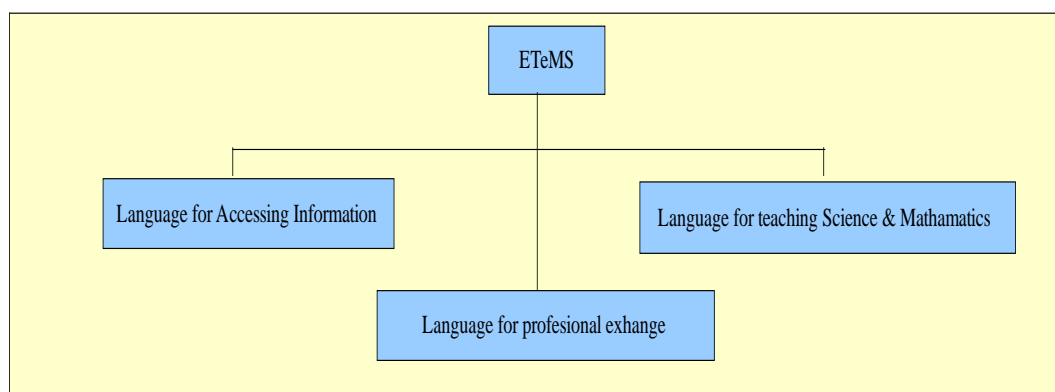 ETeMS
Language for Accessing Information
Language for teaching Science & Mathamatics
Language for profesional exhange